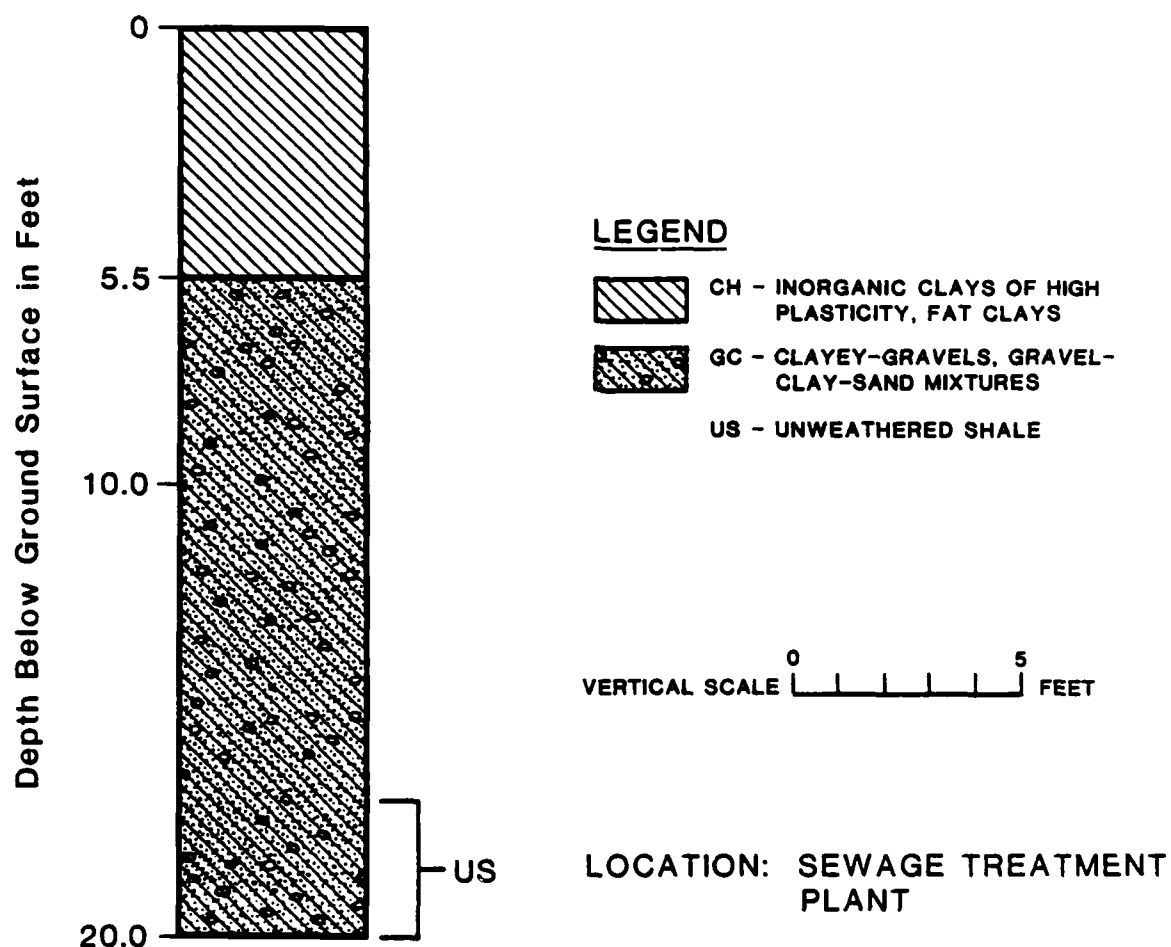 Depth Below Ground Surface in Feet
0
5.5
10.0
20.0
US
LEGEND
CH - INORGANIC CLAYS OF HIGH
PLASTICITY, FAT CLAYS
GC - CLAYEY-GRAVELS, GRAVEL-
CLAY-SAND MIXTURES
US - UNWEATHERED SHALE
0 5
VERTICAL SCALE FEET
LOCATION: SEWAGE TREATMENT
PLANT